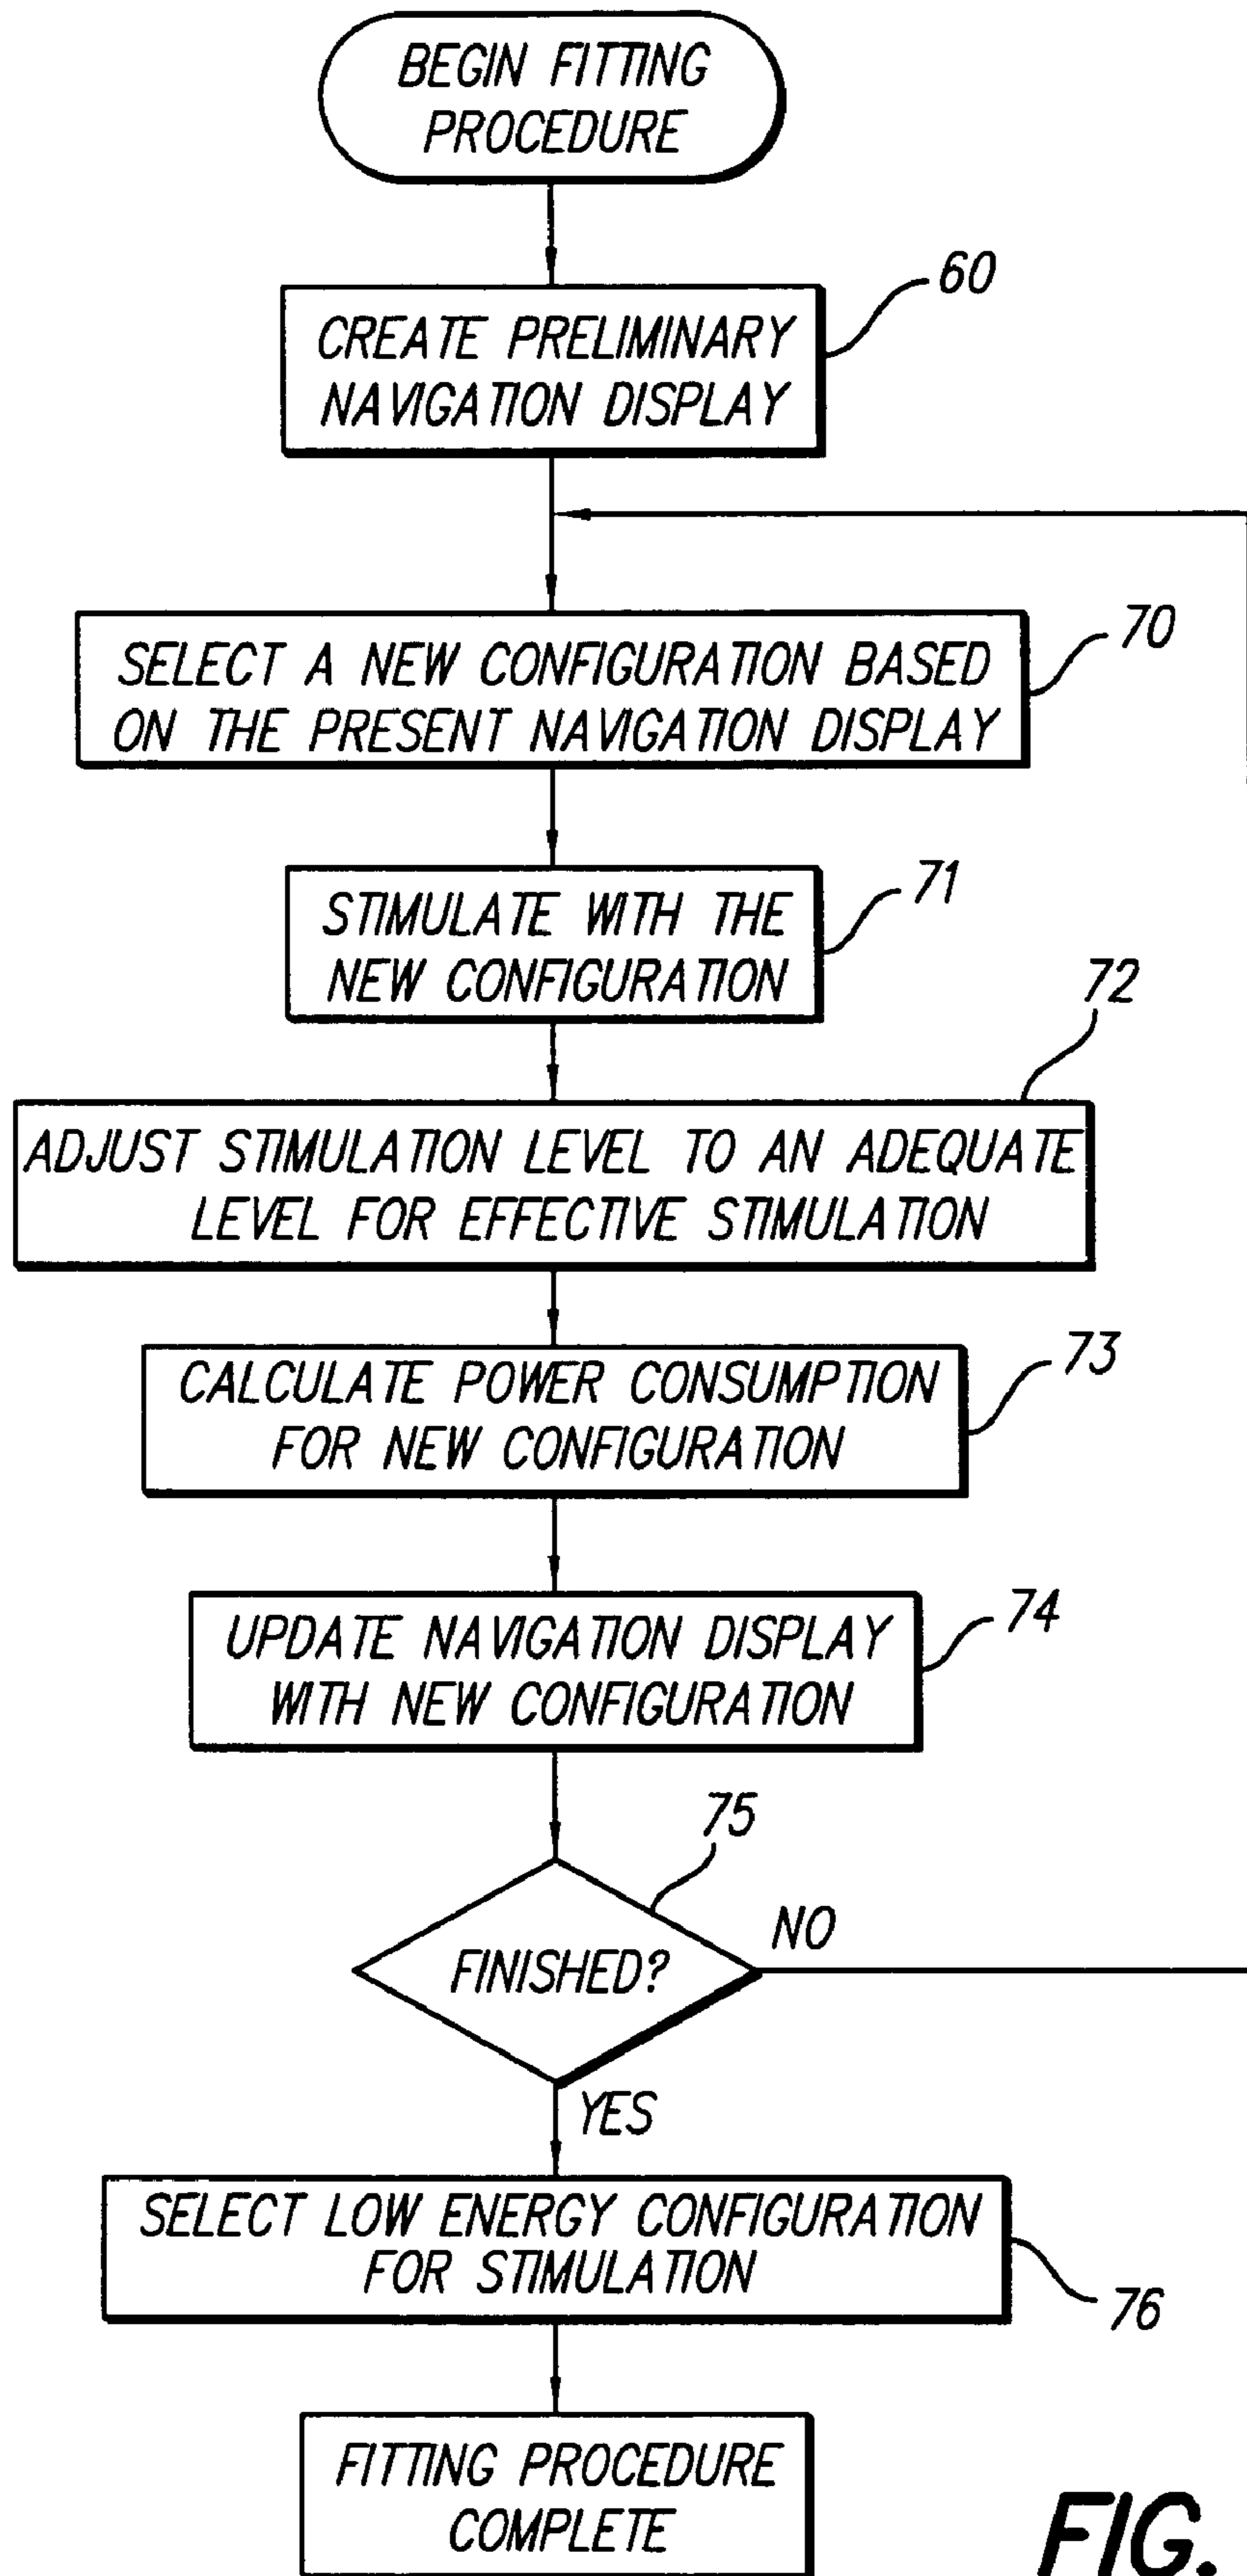 BEGIN FITTING
PROCEDURE
60
CREATE PRELIMINARY
NAVIGATION DISPLAY
70
SELECT A NEW CONFIGURATION BASED
ON THE PRESENT NAVIGATION DISPLAY
71
STIMULATE WITH THE
NEW CONFIGURATION
72
ADJUST STIMULATION LEVEL TO AN ADEQUATE
LEVEL FOR EFFECTIVE STIMULATION
73
CALCULATE POWER CONSUMPTION
FOR NEW CONFIGURATION
74
UPDATE NAVIGATION DISPLAY
WITH NEW CONFIGURATION
75
FINISHED?
NO
YES
SELECT LOW ENERGY CONFIGURATION
FOR STIMULATION
76
FITTING PROCEDURE
COMPLETE
FIG.